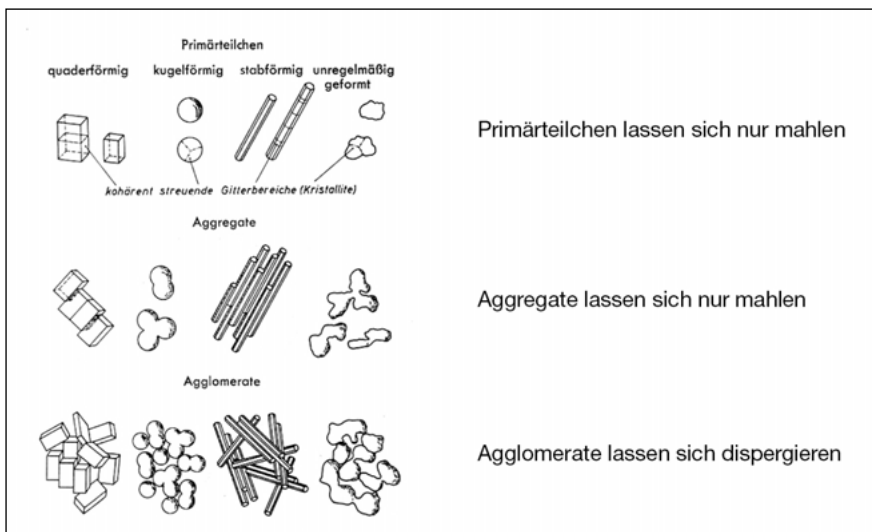 Primärteilchen
quaderförmig kugelförmig stabförmig unregelmäßig
geformt
Primärteilchen lassen sich nur mahlen
kohärent streuende Gitterbereiche (Kristallite)
Aggregate
Aggregate lassen sich nur mahlen
Agglomerate
Agglomerate lassen sich dispergieren